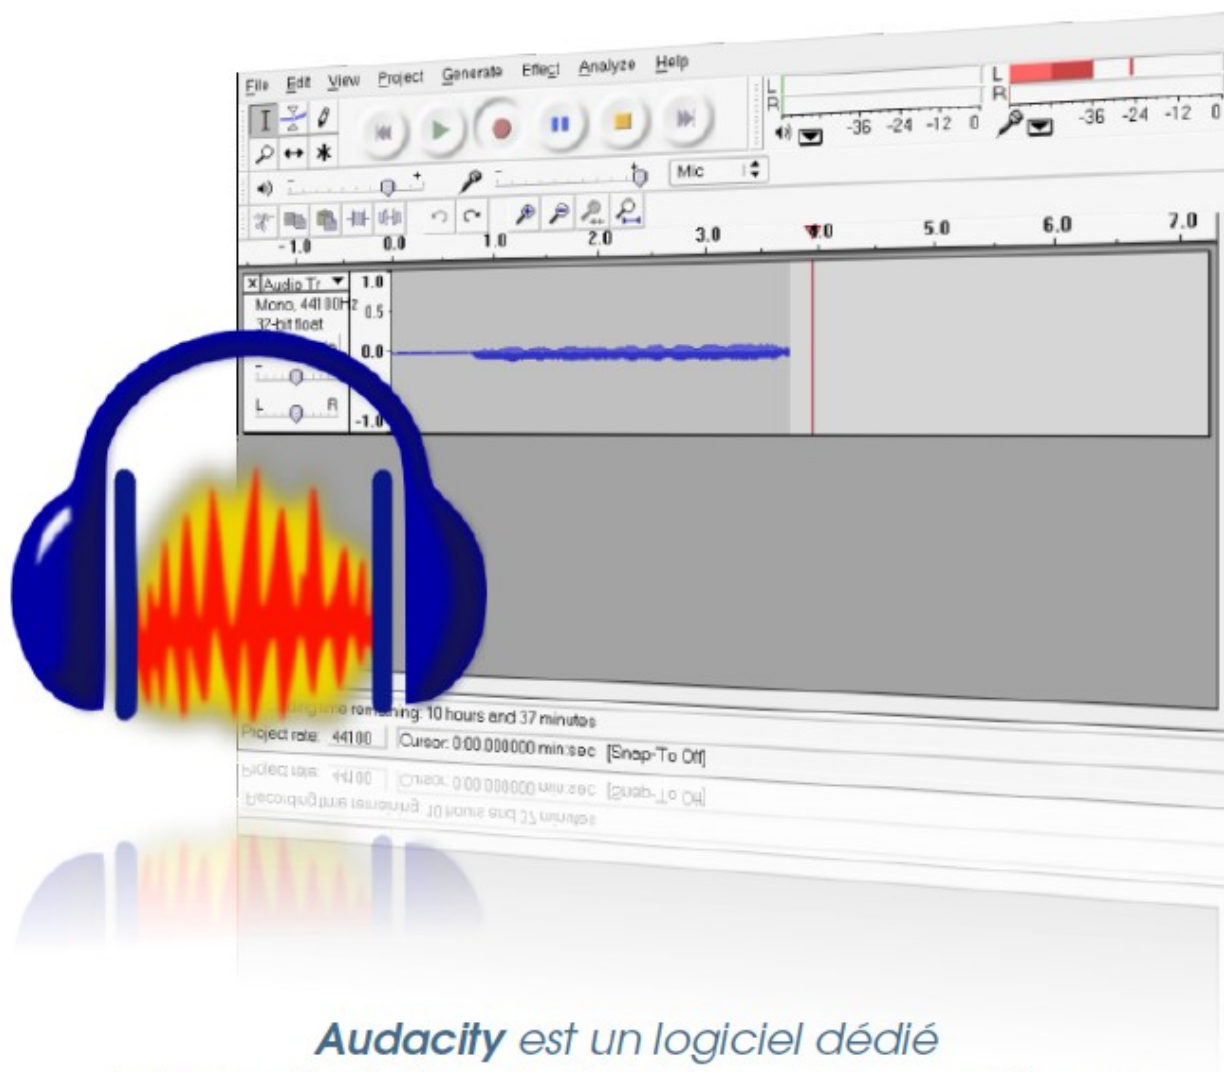 File Edit View Project Generate Effect Analyze Help
L
R
-36 -24 -12 0
L
R
-36 -24 -12 0
- +
- +
Mic
-1.0 0.0 1.0 2.0 3.0 4.0 5.0 6.0 7.0
X Audio Tr
Mono, 44100Hz
32-bit float
1.0
0.5
0.0
-1.0
-
L R
remaining: 10 hours and 37 minutes
Project rate: 44100 Cursor: 0:00.000000 min:sec [Snap-To Off]
Audacity est un logiciel dédié